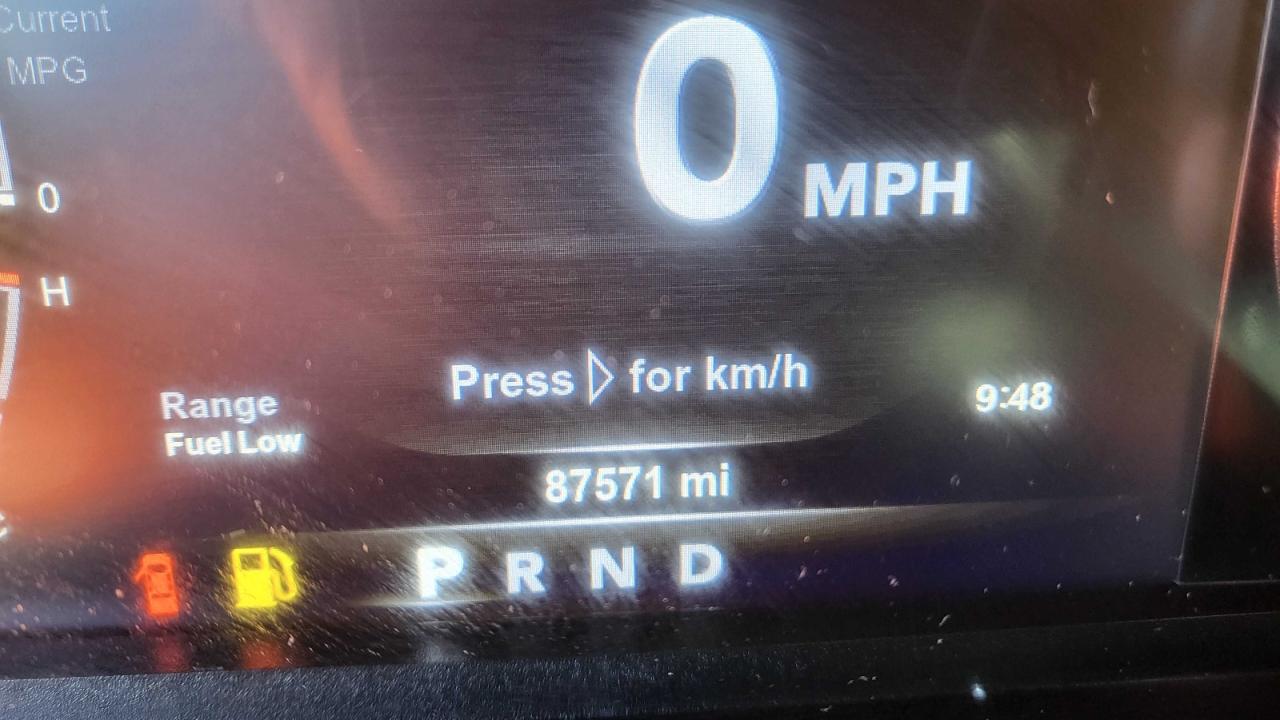 Current
MPG
0
H
0 MPH
Press ▷ for km/h
Range
Fuel Low
9:48
87571 mi
P R N D